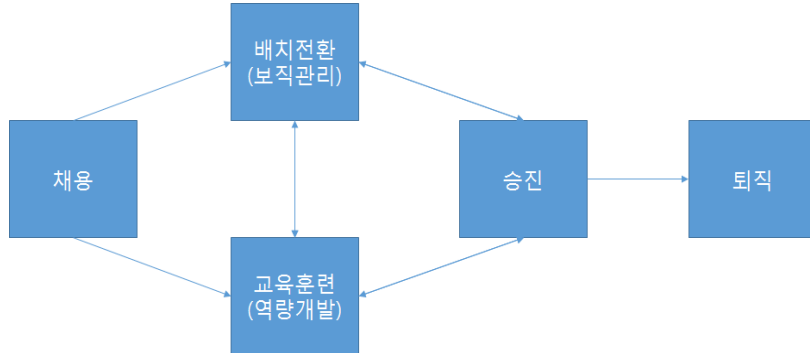 배치전환
(보직관리)
채용
승진
퇴직
교육훈련
(역량개발)